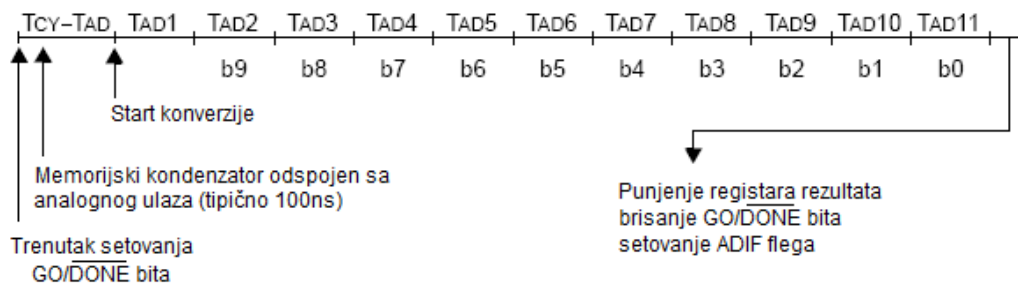 TCY–TAD TAD1 TAD2 TAD3 TAD4 TAD5 TAD6 TAD7 TAD8 TAD9 TAD10 TAD11
b9 b8 b7 b6 b5 b4 b3 b2 b1 b0
Start konverzije
Memorijski kondenzator odspojen sa
analognog ulaza (tipično 100ns)
Trenutak setovanja
GO/DONE bita
Punjenje registara rezultata
brisanje GO/DONE bita
setovanje ADIF flega